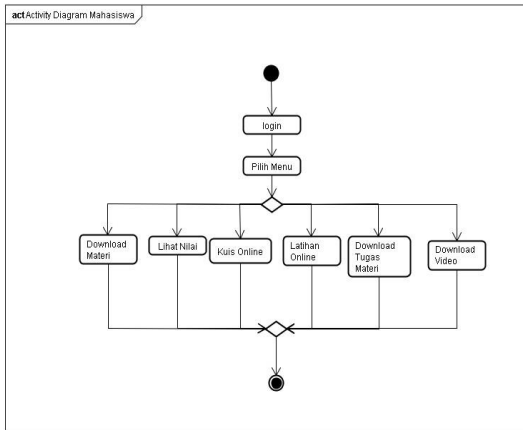 act Activity Diagram Mahasiswa
login
Pilih Menu
Download
Materi
Lihat Nilai
Kuis Online
Latihan
Online
Download
Tugas
Materi
Download
Video